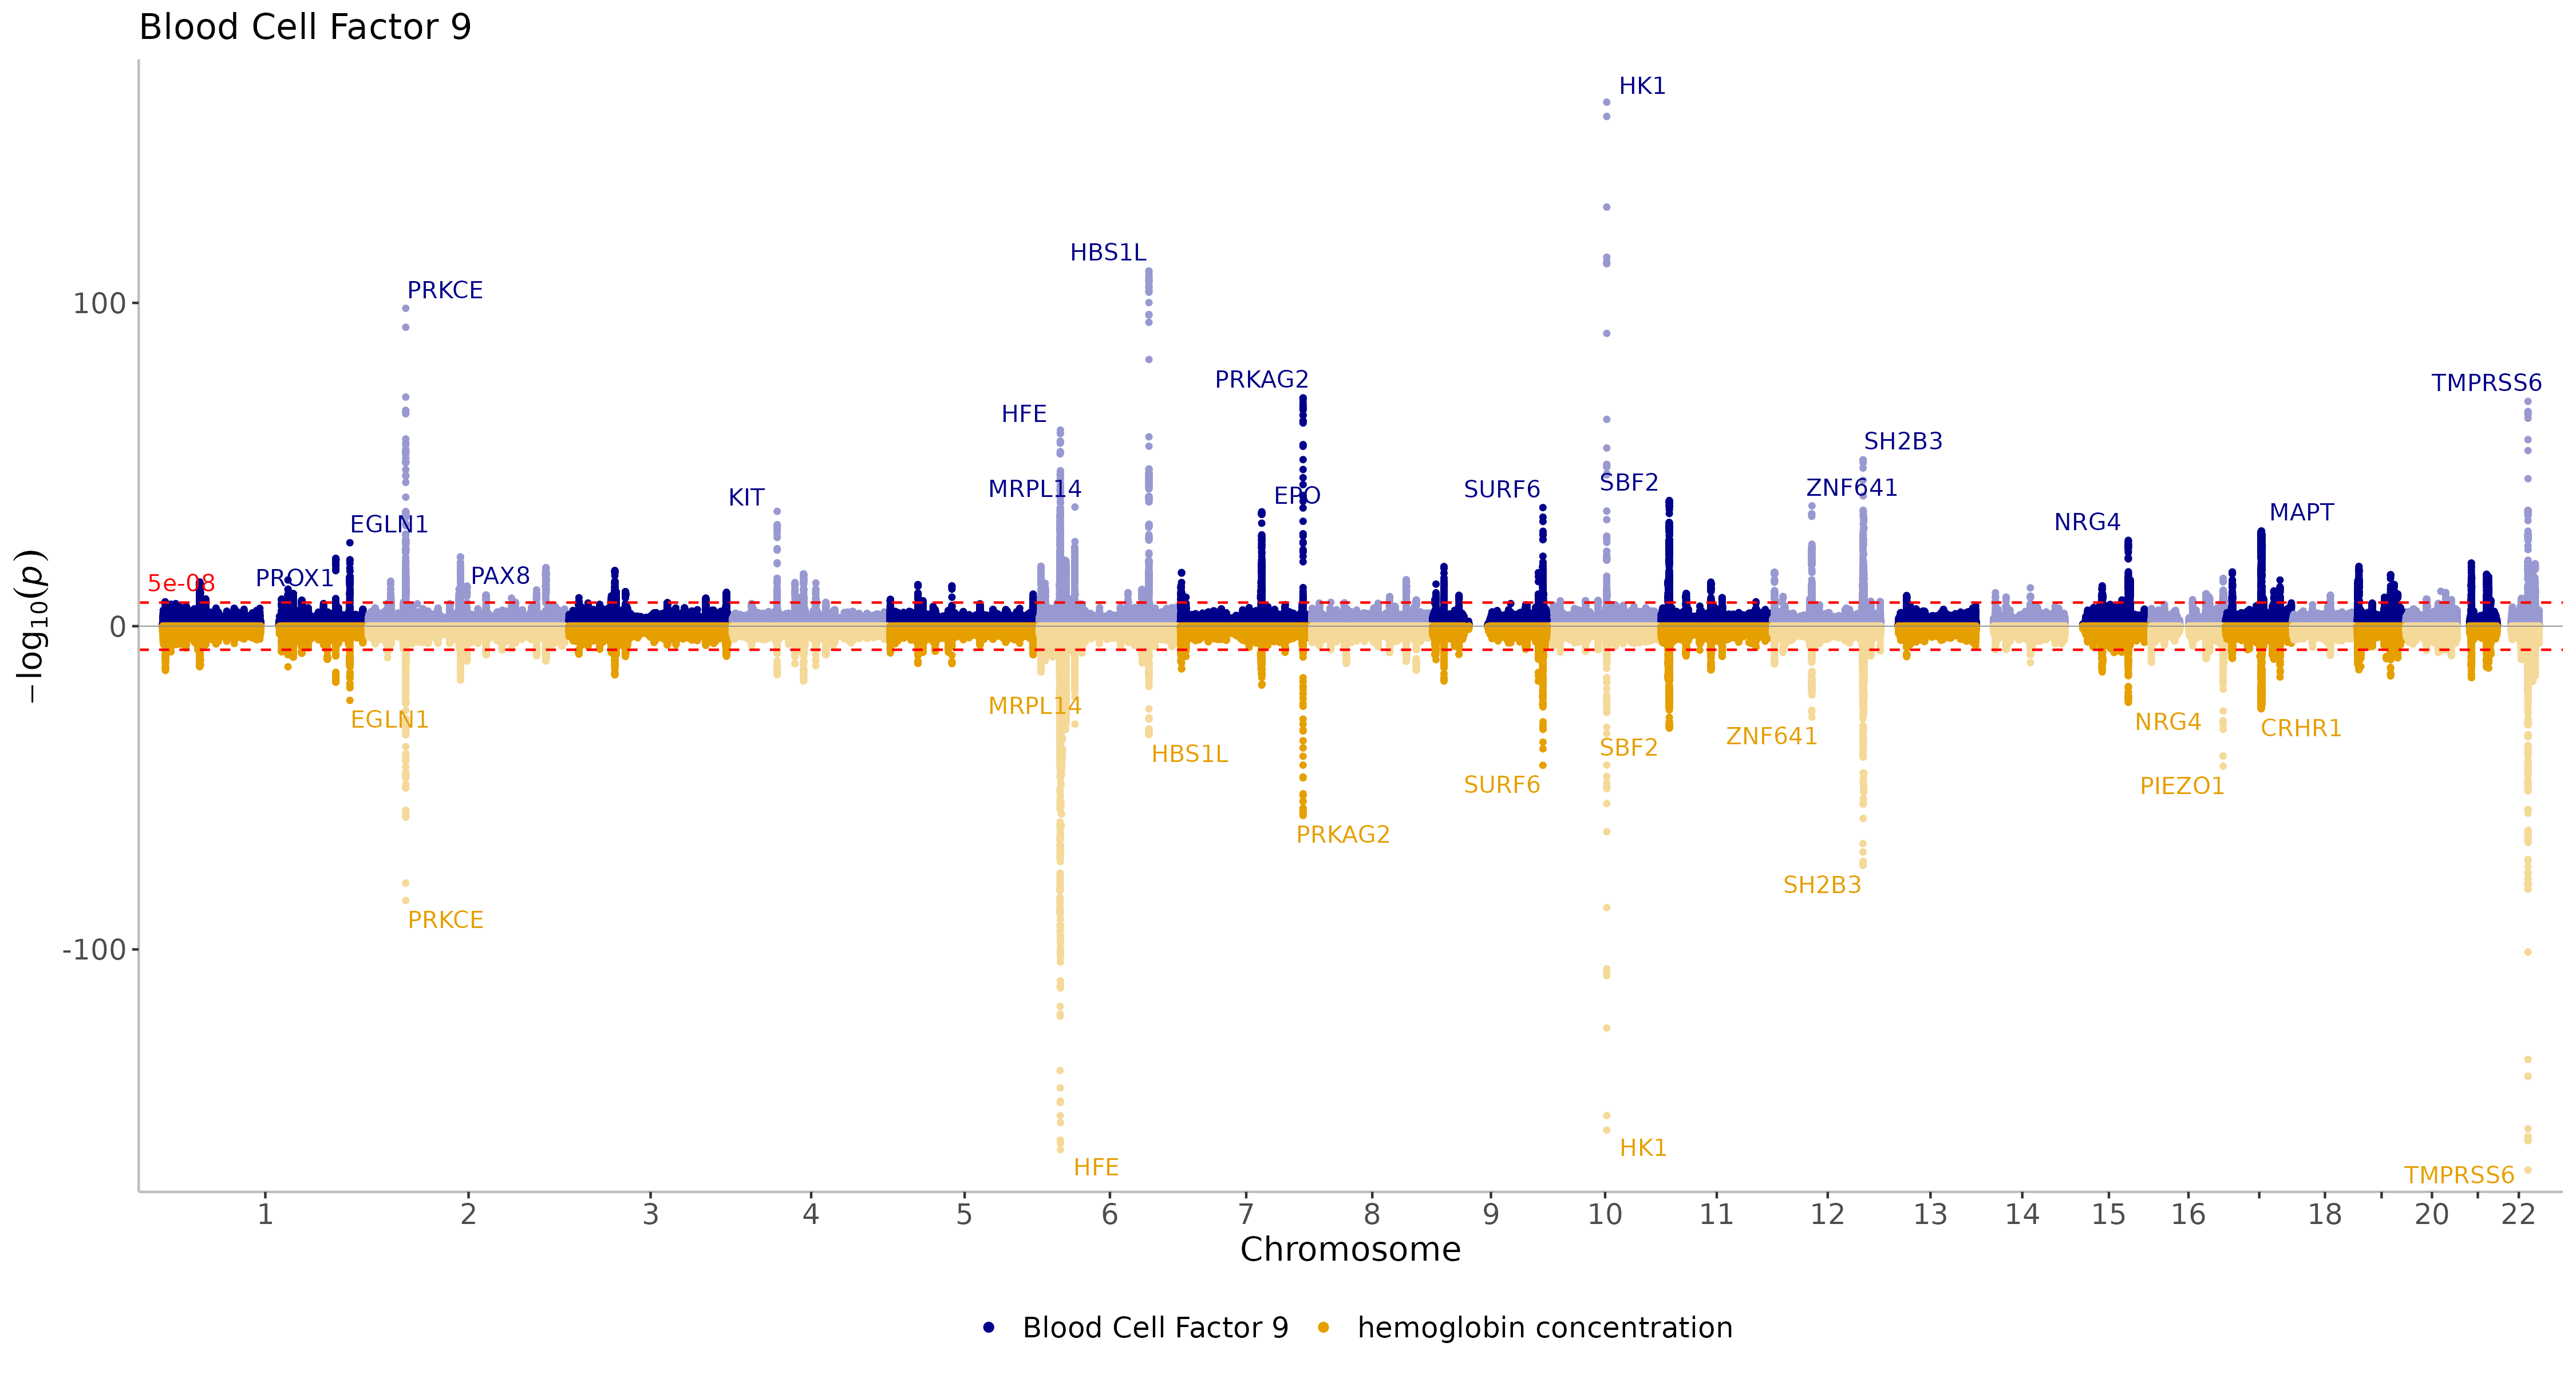 Blood Cell Factor 9
HK1
HBS1L
PRKCE
100
PRKAG2
TMPRSS6
HFE
SH2B3
MRPL14
SURF6
SBF2
ZNF641
KIT
EPO
MAPT
EGLN1
NRG4
PROX1
PAX8
5e-08
0
−log10(p)
MRPL14
EGLN1
NRG4
CRHR1
ZNF641
SBF2
HBS1L
SURF6
PIEZO1
PRKAG2
SH2B3
PRKCE
-100
HK1
HFE
TMPRSS6
1 2 3 4 5 6 7 8 9 10 11 12 13 14 15 16 18 20 22
Chromosome
Blood Cell Factor 9 hemoglobin concentration